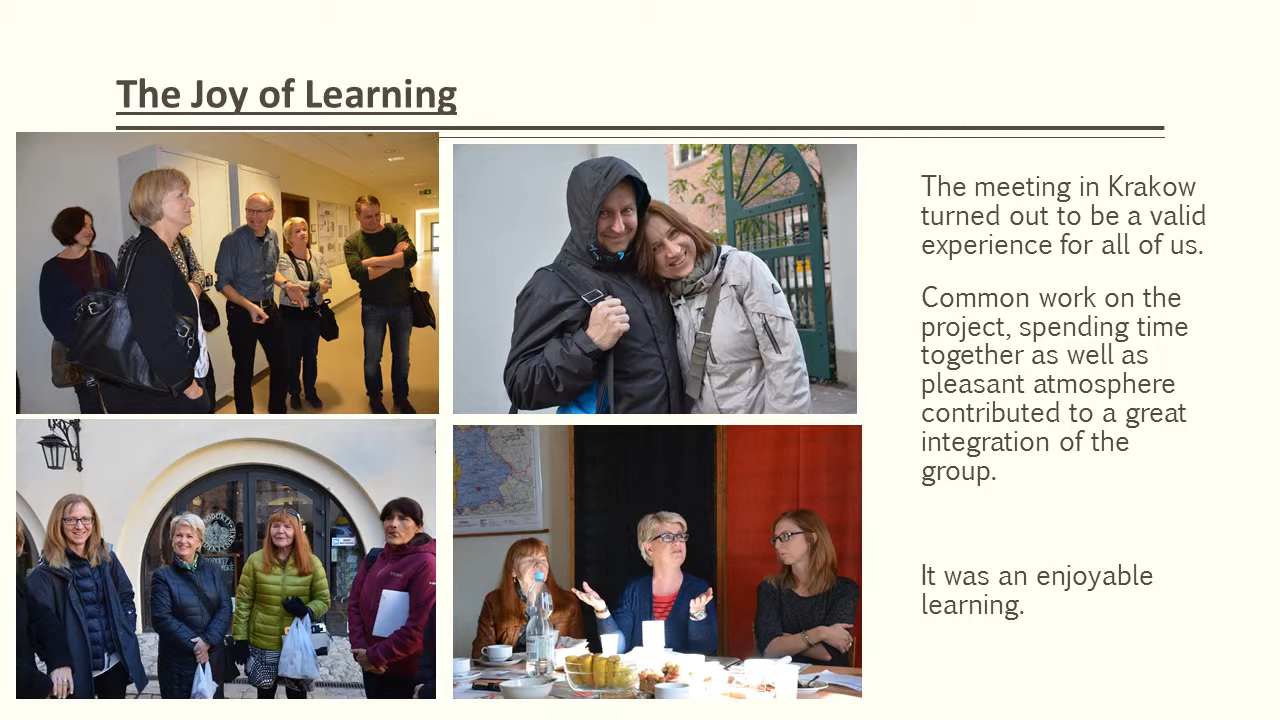 The Joy of Learning
The meeting in Krakow
turned out to be a valid
experience for all of us.
Common work on the
project, spending time
together as well as
pleasant atmosphere
contributed to a great
integration of the
group.
It was an enjoyable
learning.